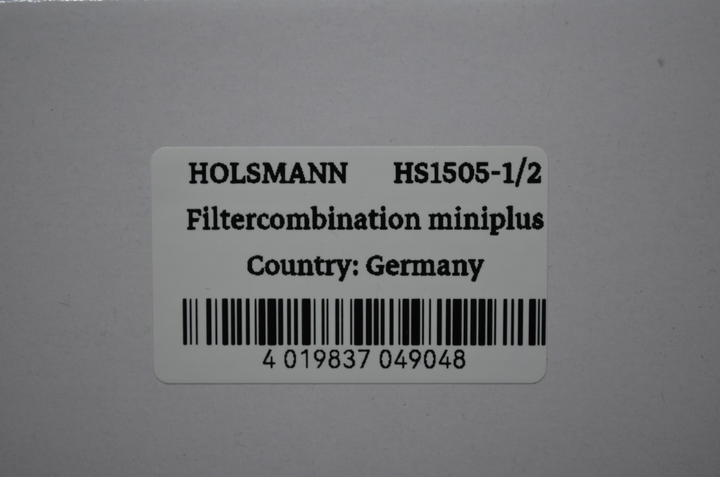 HOLSMANN HS1505-1/2
Filtercombination miniplus
Country: Germany
4 019837 049048